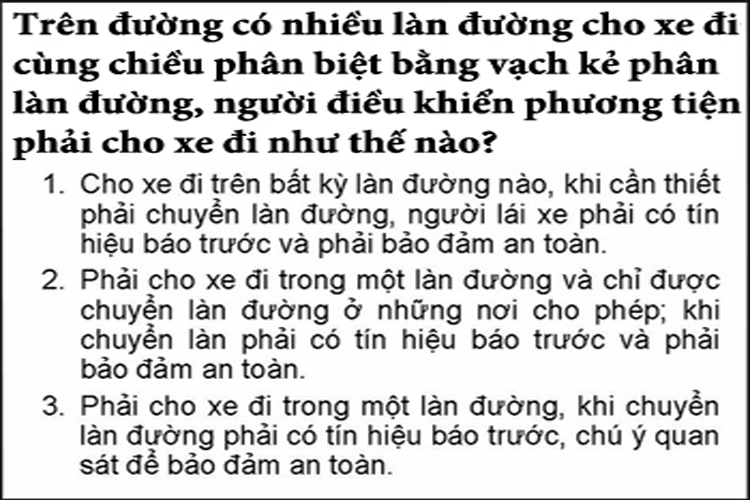 Trên đường có nhiều làn đường cho xe đi
cùng chiều phân biệt bằng vạch kẻ phân
làn đường, người điều khiển phương tiện
phải cho xe đi như thế nào?
1. Cho xe đi trên bất kỳ làn đường nào, khi cần thiết
phải chuyển làn đường, người lái xe phải có tín
hiệu báo trước và phải bảo đảm an toàn.
2. Phải cho xe đi trong một làn đường và chỉ được
chuyển làn đường ở những nơi cho phép; khi
chuyển làn phải có tín hiệu báo trước và phải
bảo đảm an toàn.
3. Phải cho xe đi trong một làn đường, khi chuyển
làn đường phải có tín hiệu báo trước, chú ý quan
sát để bảo đảm an toàn.